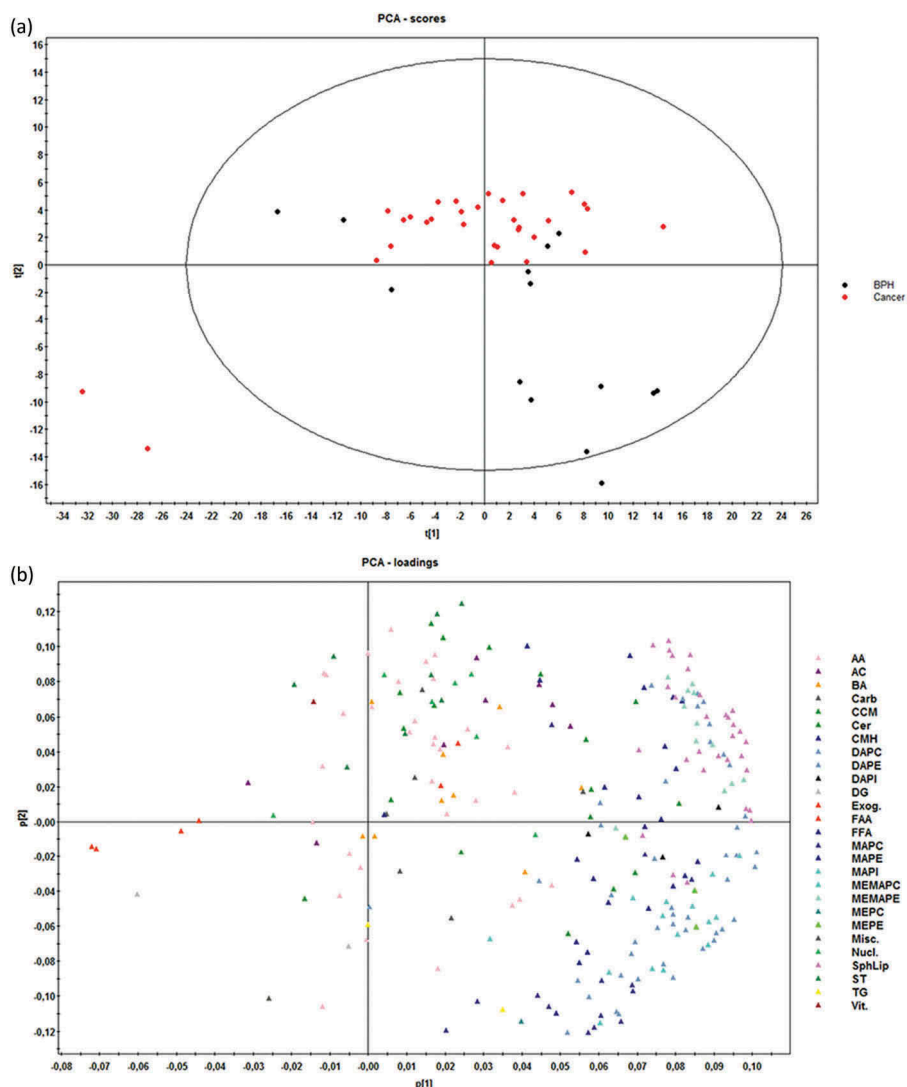 (a)
PCA - scores
16
14
12
10
8
6
4
2
0
-2
-4
-6
-8
-10
-12
-14
-16
t[2]
-34 -32 -30 -28 -26 -24 -22 -20 -18 -16 -14 -12 -10 -8 -6 -4 -2 0 2 4 6 8 10 12 14 16 18 20 22 24 26
t[1]
BPH
Cancer
(b)
PCA - loadings
0,12
0,10
0,08
0,06
0,04
0,02
-0,00
-0,02
-0,04
-0,06
-0,08
-0,10
-0,12
p[2]
-0,08 -0,07 -0,06 -0,05 -0,04 -0,03 -0,02 -0,01 -0,00 0,01 0,02 0,03 0,04 0,05 0,06 0,07 0,08 0,09 0,10
p[1]
AA
AC
BA
Carb
CCM
Cer
CMH
DAPC
DAPE
DAPI
DG
Exog.
FAA
FFA
MAPC
MAPE
MAPI
MEMAPC
MEMAPE
MEPC
MEPE
Misc.
Nucl.
SphLip
ST
TG
Vit.